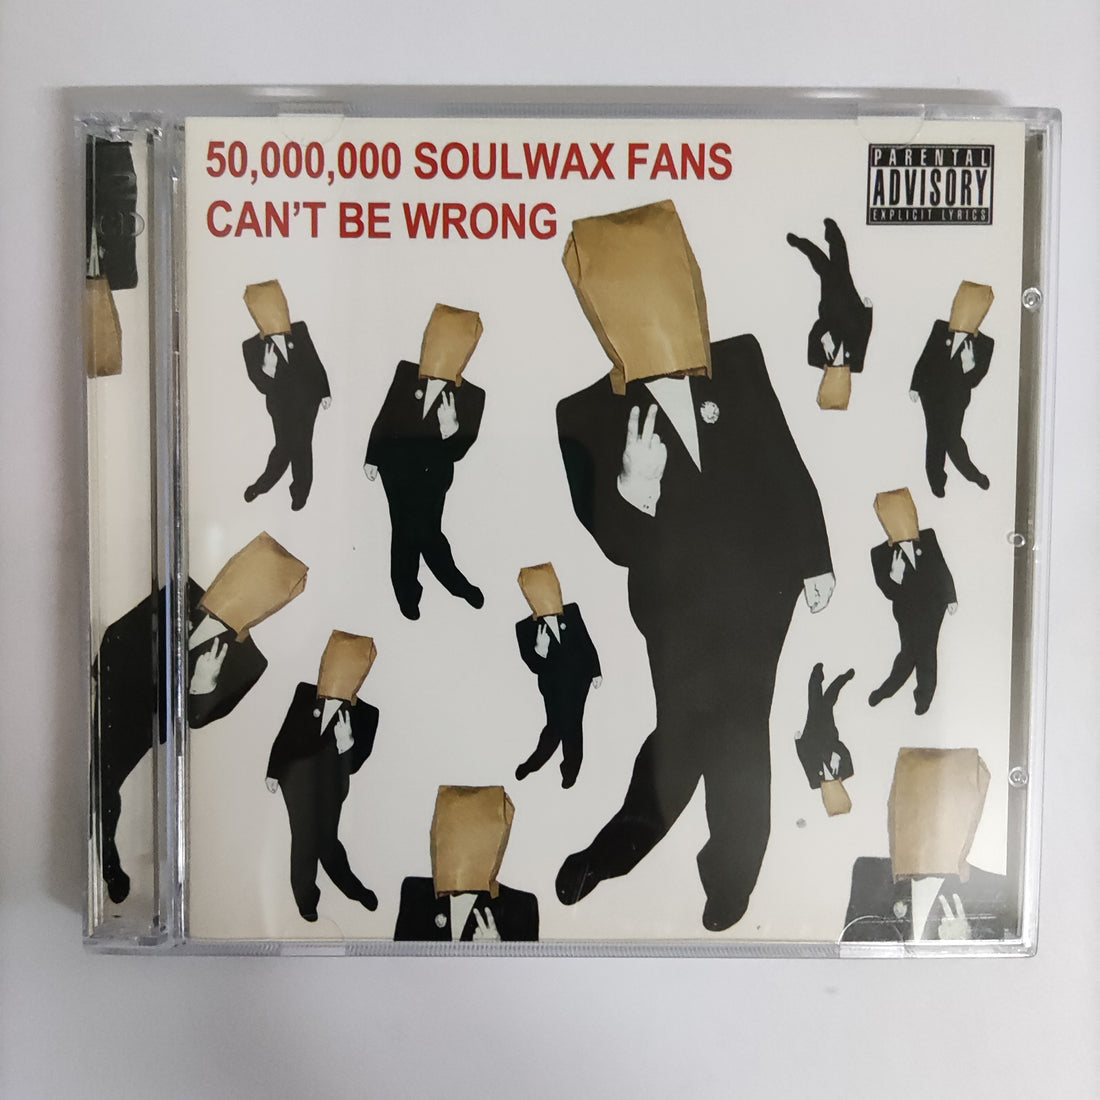 50,000,000 SOULWAX FANS
CAN'T BE WRONG
PARENTAL
ADVISORY
EXPLICIT LYRICS